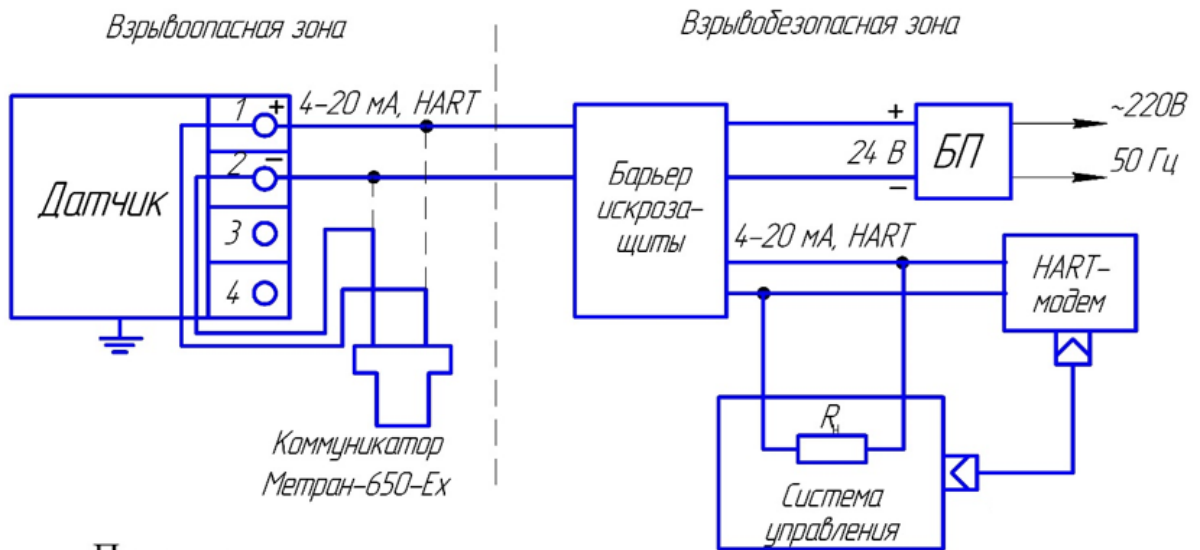 Взрывоопасная зона
Взрывобезопасная зона
Датчик
1 +
2 −
3
4
4-20 мА, HART
Барьер
искроза-
щиты
+
24 В
−
БП
~220В
50 Гц
4-20 мА, HART
HART-
модем
Rн
Система
управления
Коммуникатор
Метран-650-Ех